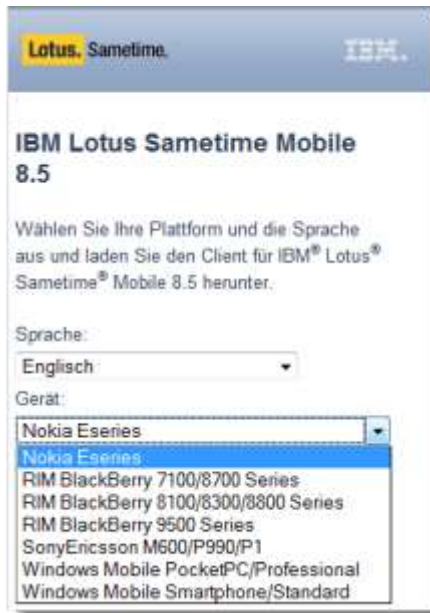 Lotus. Sametime.
IBM.
IBM Lotus Sametime Mobile
8.5
Wählen Sie Ihre Plattform und die Sprache
aus und laden Sie den Client für IBM® Lotus®
Sametime® Mobile 8.5 herunter.
Sprache:
Englisch
Gerät:
Nokia Eseries
Nokia Eseries
RIM BlackBerry 7100/8700 Series
RIM BlackBerry 8100/8300/8800 Series
RIM BlackBerry 9500 Series
SonyEricsson M600/P990/P1
Windows Mobile PocketPC/Professional
Windows Mobile Smartphone/Standard